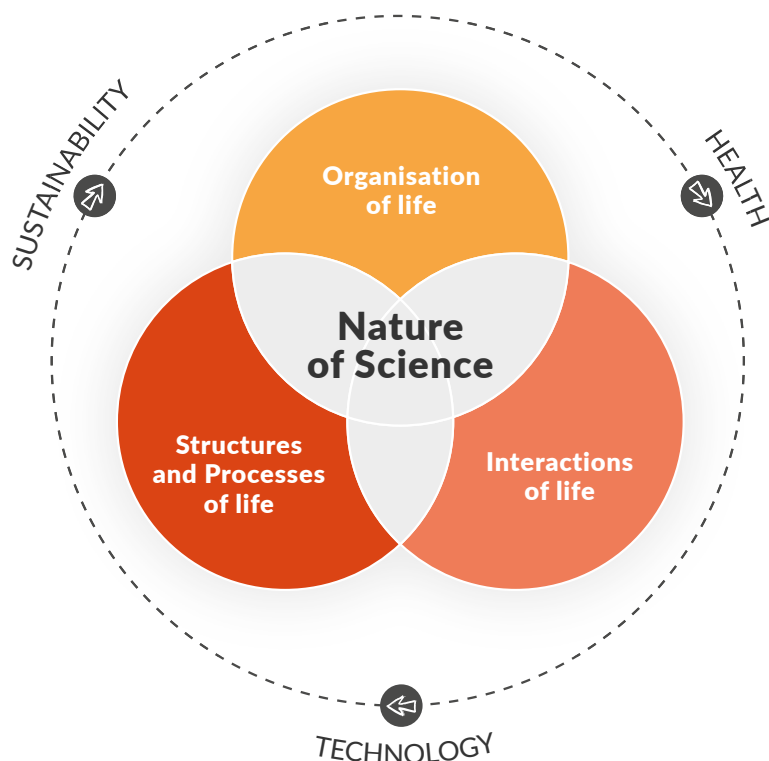 SUSTAINABILITY
HEALTH
Organisation
of life
Nature
of Science
Structures
and Processes
of life
Interactions
of life
TECHNOLOGY